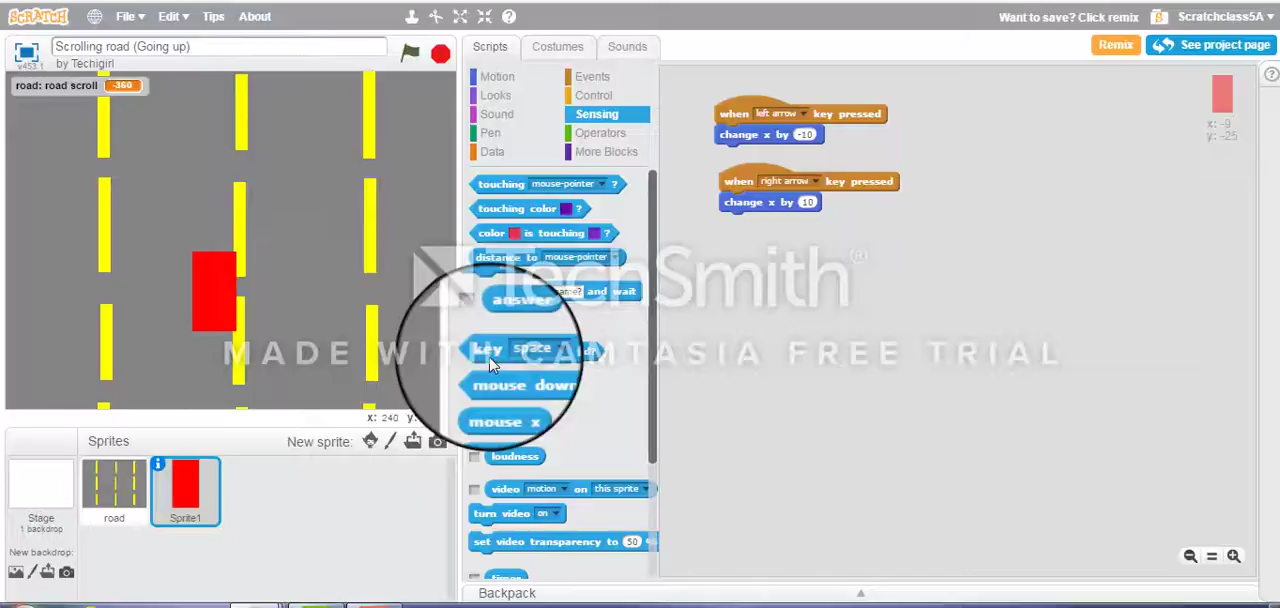 SCRATCH File Edit Tips About Want to save? Click remix Scratchclass5A
v453.1 Scrolling road (Going up)
by Techigirl
Scripts Costumes Sounds
Remix See project page
road: road scroll -360
Motion Events
Looks Control
Sound Sensing
Pen Operators
Data More Blocks
touching mouse-pointer ?
touching color ?
color is touching ?
distance to mouse-pointer
name? and wait
answer
key space d?
mouse down
mouse x
loudness
video motion on this sprite
turn video on
set video transparency to 50 %
timer
when left arrow key pressed
change x by -10
when right arrow key pressed
change x by 10
x: -9
y: -25
TechSmith®
MADE WITH CAMTASIA FREE TRIAL
x: 240 y:
Sprites New sprite:
Stage
1 backdrop
New backdrop:
road
Sprite1
Backpack